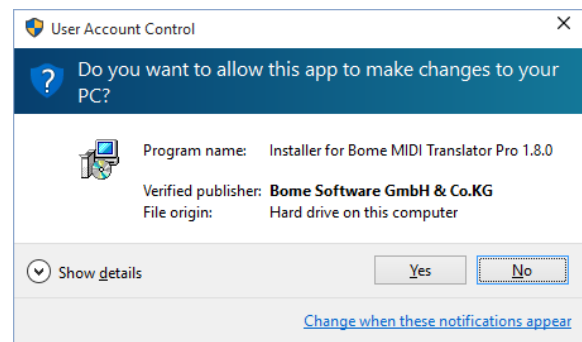 User Account Control
Do you want to allow this app to make changes to your
PC?
Program name: Installer for Bome MIDI Translator Pro 1.8.0
Verified publisher: Bome Software GmbH & Co.KG
File origin: Hard drive on this computer
Show details
Yes No
Change when these notifications appear